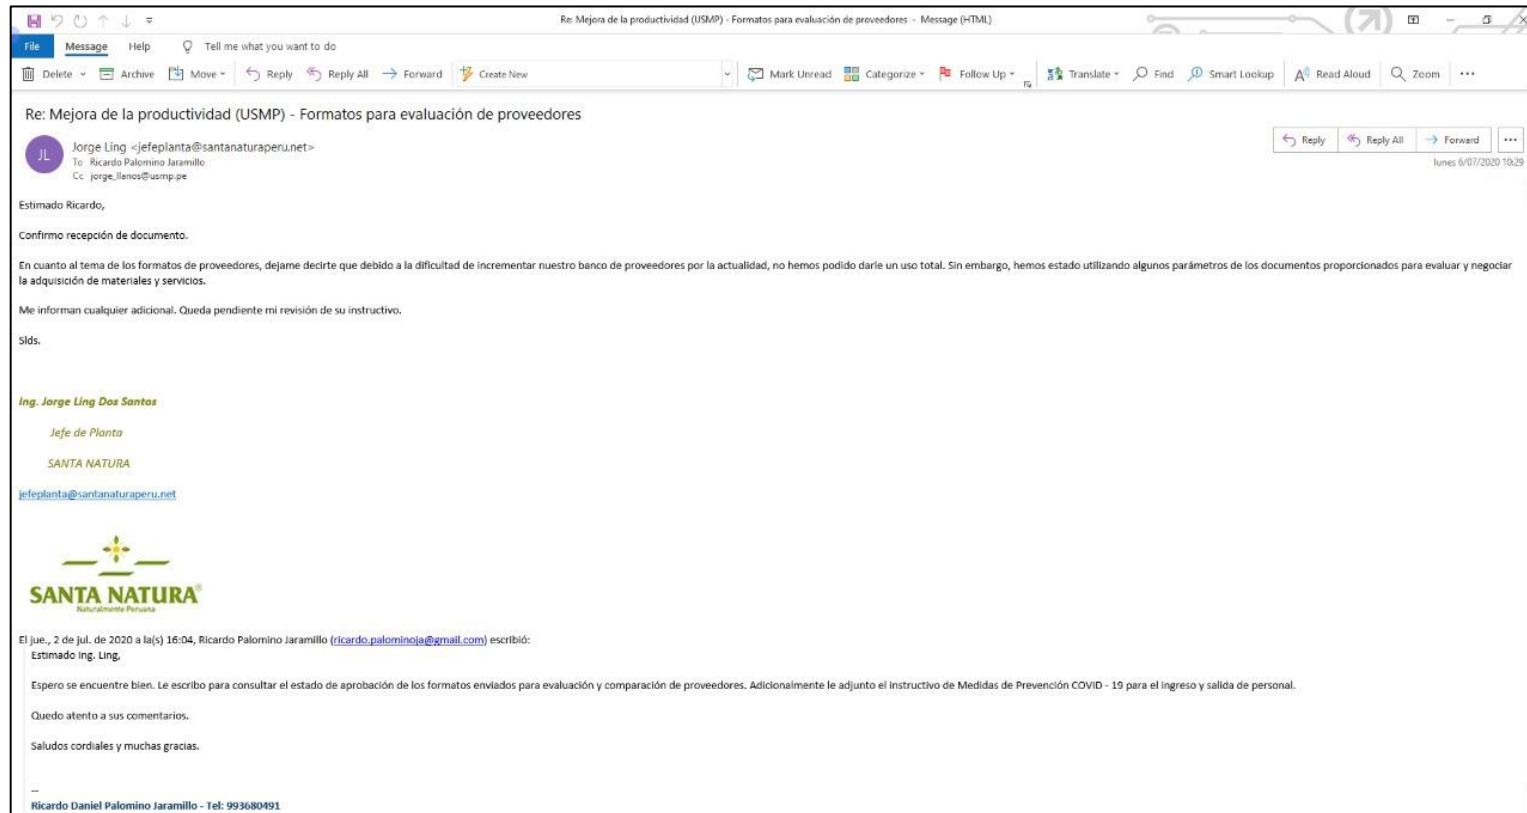 Re: Mejora de la productividad (USMP) - Formatos para evaluación de proveedores - Message (HTML)
File Message Help Tell me what you want to do
Delete Archive Move Reply Reply All Forward Create New Mark Unread Categorize Follow Up Translate Find Smart Lookup Read Aloud Zoom
Re: Mejora de la productividad (USMP) - Formatos para evaluación de proveedores
JL
Jorge Ling <jefeplanta@santanaturaperu.net>
To Ricardo Palomino Jaramillo
Cc jorge_llanos@usmp.pe
Reply Reply All Forward
lunes 6/07/2020 10:29
Estimado Ricardo,
Confirmo recepción de documento.
En cuanto al tema de los formatos de proveedores, dejame decirte que debido a la dificultad de incrementar nuestro banco de proveedores por la actualidad, no hemos podido darle un uso total. Sin embargo, hemos estado utilizando algunos parámetros de los documentos proporcionados para evaluar y negociar
la adquisición de materiales y servicios.
Me informan cualquier adicional. Queda pendiente mi revisión de su instructivo.
Slds.
Ing. Jorge Ling Dos Santos
Jefe de Planta
SANTA NATURA
jefeplanta@santanaturaperu.net
SANTA NATURA®
Naturalmente Peruana
El jue., 2 de jul. de 2020 a la(s) 16:04, Ricardo Palomino Jaramillo (ricardo.palominoja@gmail.com) escribió:
Estimado Ing. Ling,
Espero se encuentre bien. Le escribo para consultar el estado de aprobación de los formatos enviados para evaluación y comparación de proveedores. Adicionalmente le adjunto el instructivo de Medidas de Prevención COVID - 19 para el ingreso y salida de personal.
Quedo atento a sus comentarios.
Saludos cordiales y muchas gracias.
--
Ricardo Daniel Palomino Jaramillo - Tel: 993680491